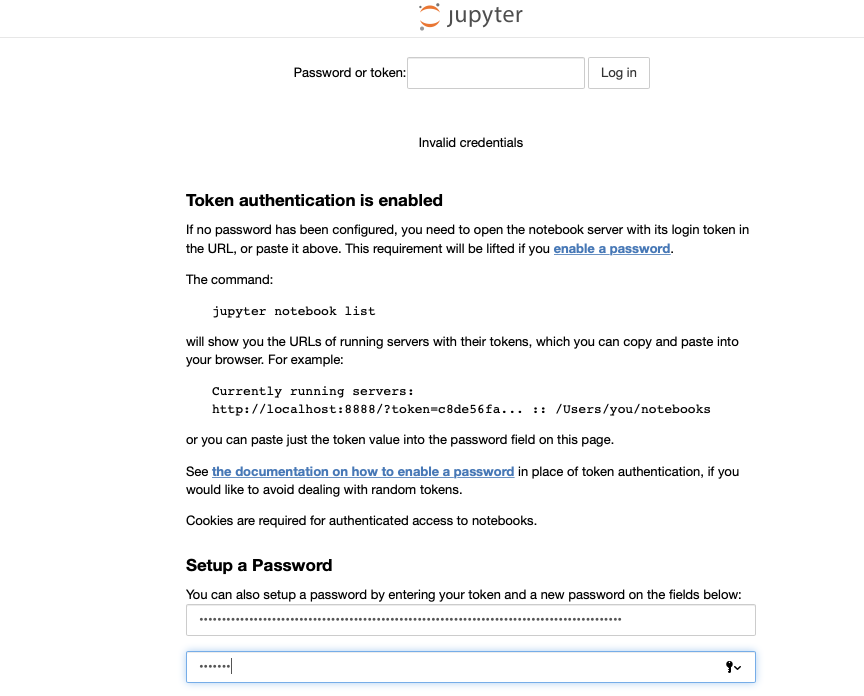 jupyter
Password or token:
Log in
Invalid credentials
Token authentication is enabled
If no password has been configured, you need to open the notebook server with its login token in
the URL, or paste it above. This requirement will be lifted if you enable a password.
The command:
jupyter notebook list
will show you the URLs of running servers with their tokens, which you can copy and paste into
your browser. For example:
Currently running servers:
http://localhost:8888/?token=c8de56fa... :: /Users/you/notebooks
or you can paste just the token value into the password field on this page.
See the documentation on how to enable a password in place of token authentication, if you
would like to avoid dealing with random tokens.
Cookies are required for authenticated access to notebooks.
Setup a Password
You can also setup a password by entering your token and a new password on the fields below: